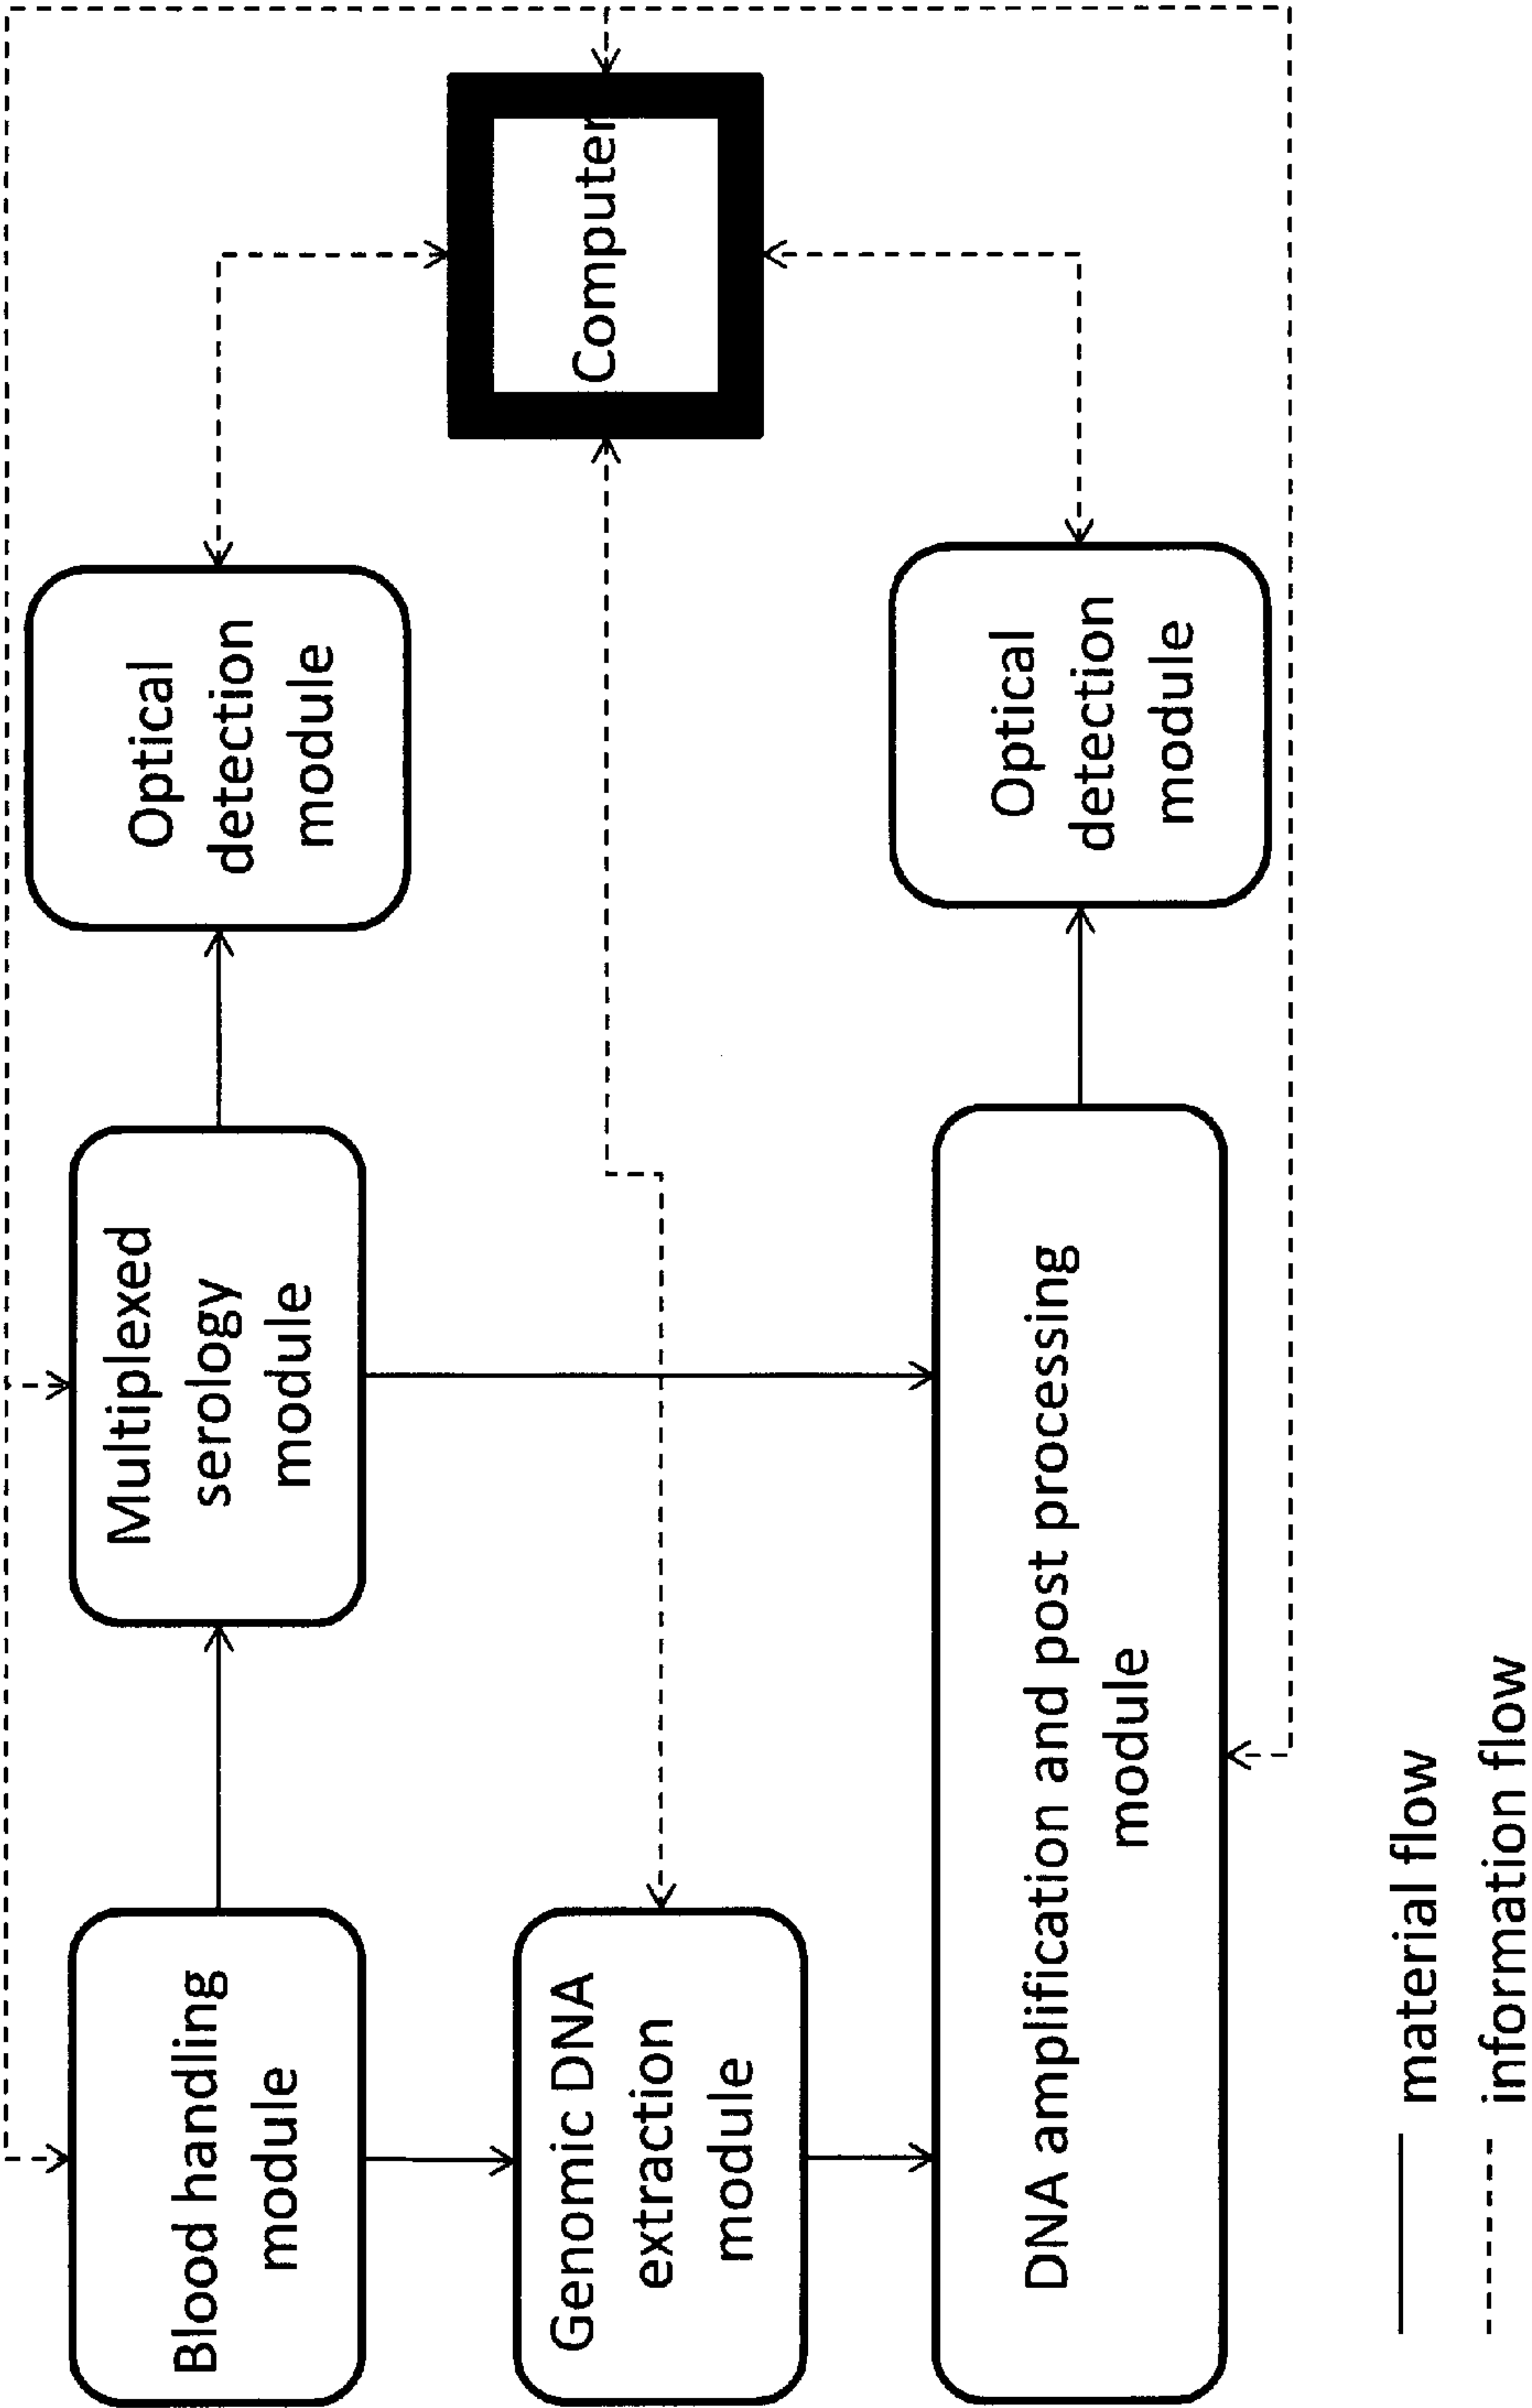 Blood handling
module
Multiplexed
serology
module
Optical
detection
module
Genomic DNA
extraction
module
Computer
DNA amplification and post processing
module
Optical
detection
module
material flow
information flow